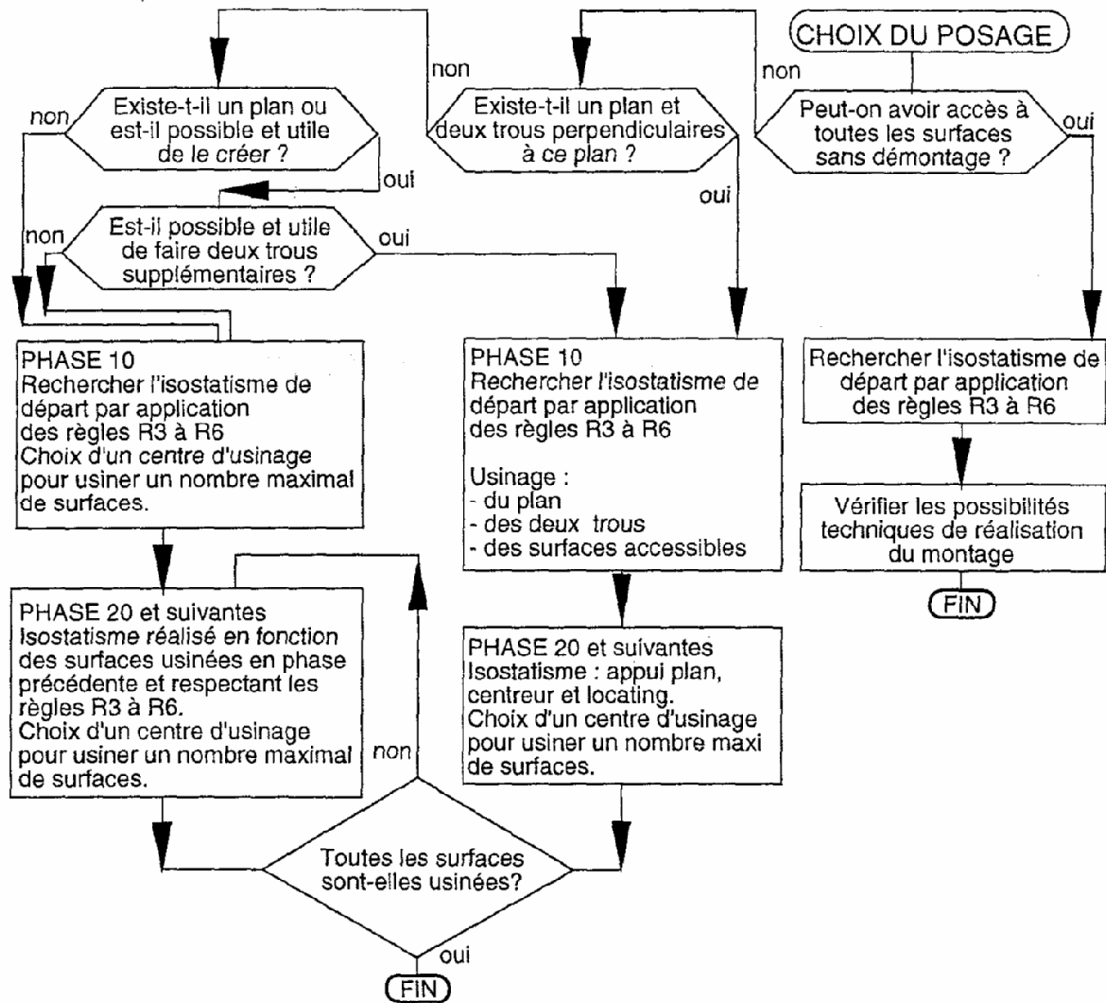 CHOIX DU POSAGE
Peut-on avoir accès à
toutes les surfaces
sans démontage ?
non
oui
Existe-t-il un plan et
deux trous perpendiculaires
à ce plan ?
non
oui
Existe-t-il un plan ou
est-il possible et utile
de le créer ?
non
oui
Est-il possible et utile
de faire deux trous
supplémentaires ?
non
oui
PHASE 10
Rechercher l'isostatisme de
départ par application
des règles R3 à R6
Choix d'un centre d'usinage
pour usiner un nombre maximal
de surfaces.
PHASE 10
Rechercher l'isostatisme de
départ par application
des règles R3 à R6
Usinage :
- du plan
- des deux trous
- des surfaces accessibles
Rechercher l'isostatisme de
départ par application
des règles R3 à R6
Vérifier les possibilités
techniques de réalisation
du montage
FIN
PHASE 20 et suivantes
Isostatisme réalisé en fonction
des surfaces usinées en phase
précédente et respectant les
règles R3 à R6.
Choix d'un centre d'usinage
pour usiner un nombre maximal
de surfaces.
PHASE 20 et suivantes
Isostatisme : appui plan,
centreur et locating.
Choix d'un centre d'usinage
pour usiner un nombre maxi
de surfaces.
non
Toutes les surfaces
sont-elles usinées?
oui
FIN